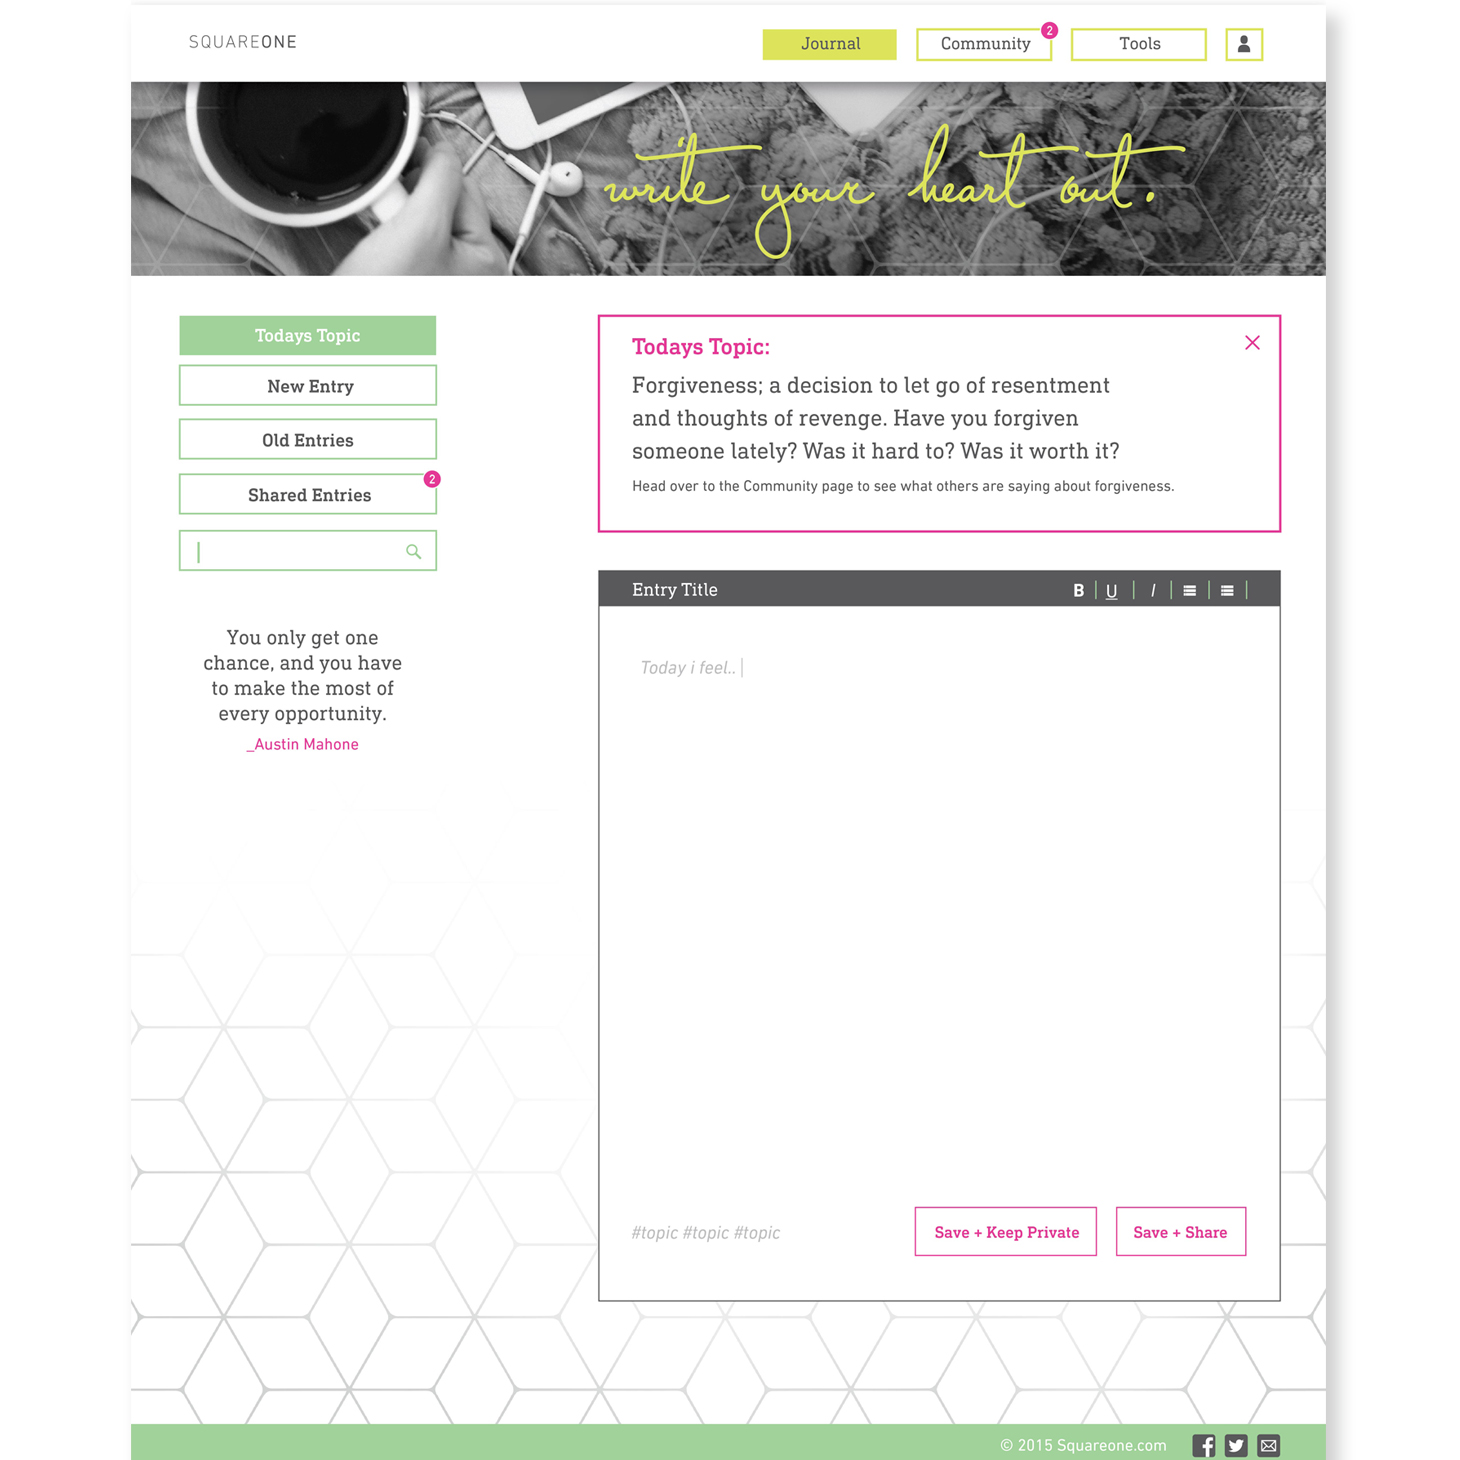 SQUAREONE
Journal
Community
2
Tools
write your heart out.
Todays Topic
New Entry
Old Entries
Shared Entries
2
You only get one
chance, and you have
to make the most of
every opportunity.
_Austin Mahone
Todays Topic:
Forgiveness; a decision to let go of resentment
and thoughts of revenge. Have you forgiven
someone lately? Was it hard to? Was it worth it?
Head over to the Community page to see what others are saying about forgiveness.
Entry Title
B U I
Today i feel..
#topic #topic #topic
Save + Keep Private
Save + Share
© 2015 Squareone.com